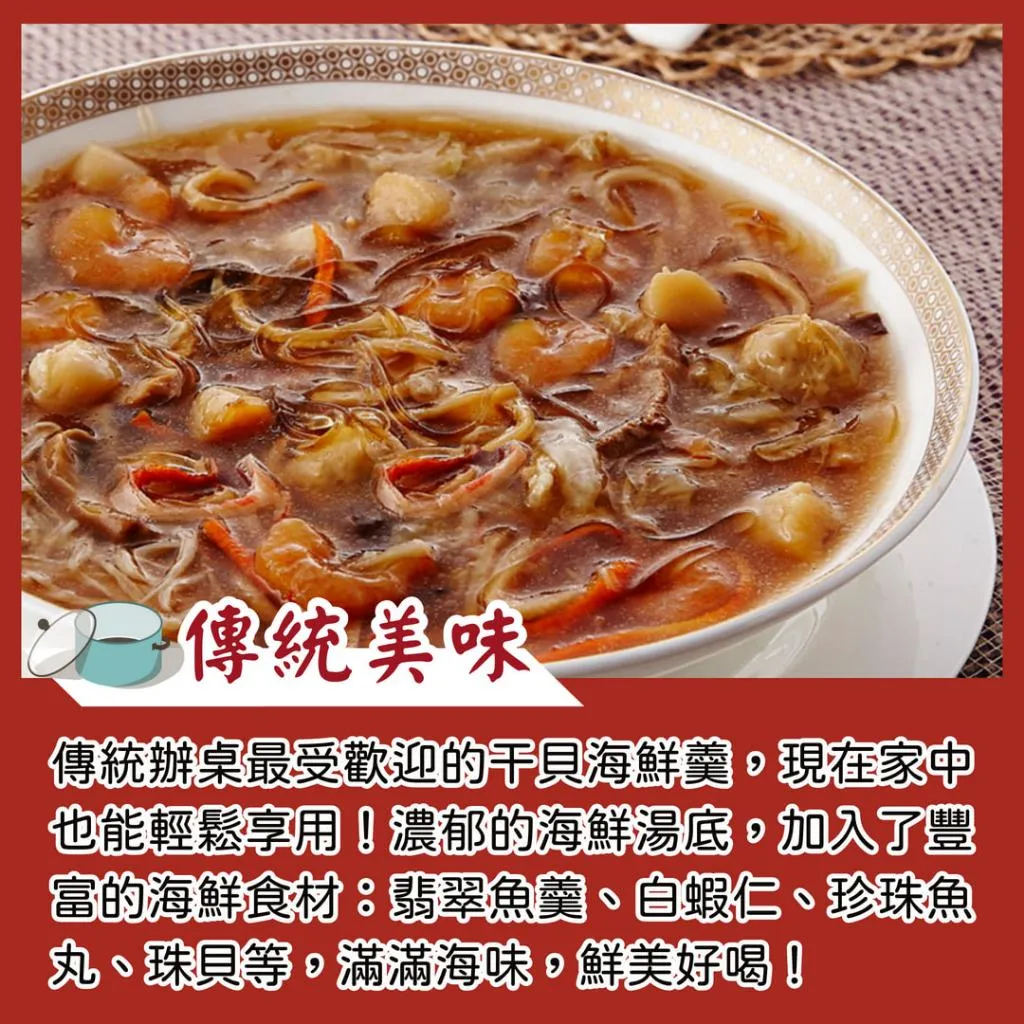 傳統美味
傳統辦桌最受歡迎的干貝海鮮羹，現在家中
也能輕鬆享用！濃郁的海鮮湯底，加入了豐
富的海鮮食材：翡翠魚羹、白蝦仁、珍珠魚
丸、珠貝等，滿滿海味，鮮美好喝！